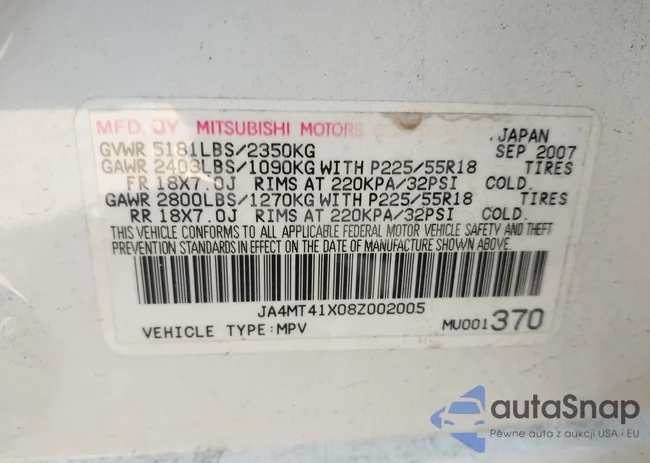 MFD. BY MITSUBISHI MOTORS JAPAN
GVWR 5181LBS/2350KG SEP 2007
GAWR 2403LBS/1090KG WITH P225/55R18 TIRES
FR 18X7.0J RIMS AT 220KPA/32PSI COLD.
GAWR 2800LBS/1270KG WITH P225/55R18 TIRES
RR 18X7.0J RIMS AT 220KPA/32PSI COLD.
THIS VEHICLE CONFORMS TO ALL APPLICABLE FEDERAL MOTOR VEHICLE SAFETY AND THEFT
PREVENTION STANDARDS IN EFFECT ON THE DATE OF MANUFACTURE SHOWN ABOVE.
JA4MT41X08Z002005
VEHICLE TYPE:MPV MU001370
autoSnap
Pewne auta z aukcji USA i EU